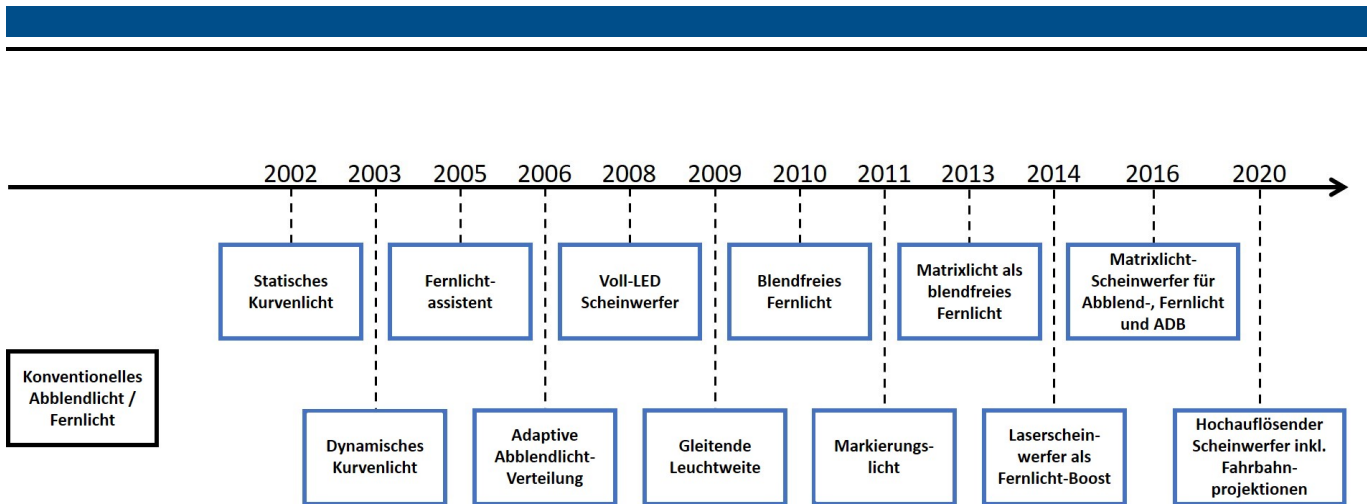 2002 2003 2005 2006 2008 2009 2010 2011 2013 2014 2016 2020
Statisches
Kurvenlicht
Fernlicht-
assistent
Voll-LED
Scheinwerfer
Blendfreies
Fernlicht
Matrixlicht als
blendfreies
Fernlicht
Matrixlicht-
Scheinwerfer für
Abblend-, Fernlicht
und ADB
Konventionelles
Abblendlicht /
Fernlicht
Dynamisches
Kurvenlicht
Adaptive
Abblendlicht-
Verteilung
Gleitende
Leuchtweite
Markierungs-
licht
Laserschein-
werfer als
Fernlicht-Boost
Hochauflösender
Scheinwerfer inkl.
Fahrbahn-
projektionen